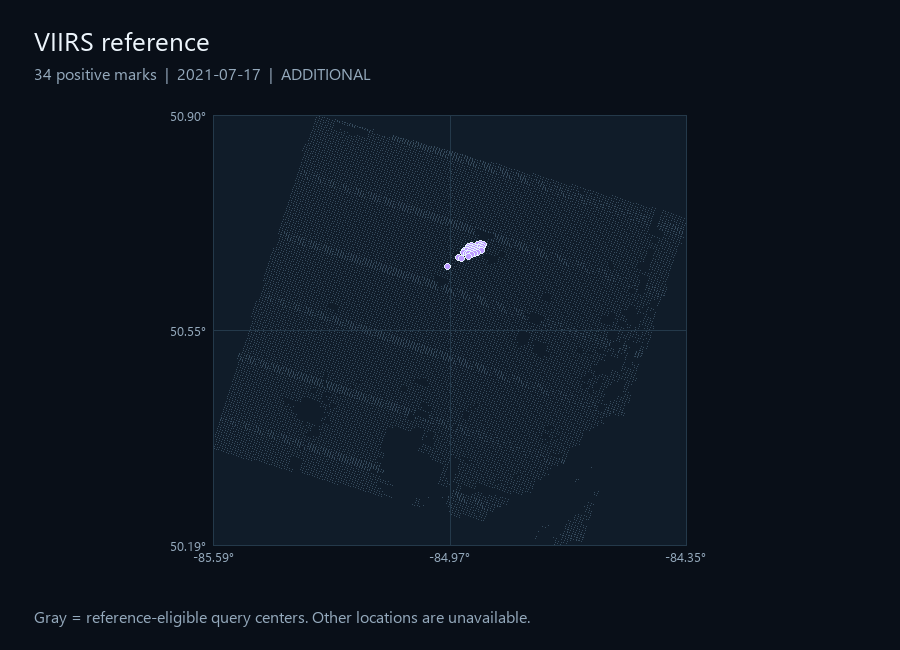 VIIRS reference
34 positive marks | 2021-07-17 | ADDITIONAL
50.90°
50.55°
50.19°
-85.59°
-84.97°
-84.35°
Gray = reference-eligible query centers. Other locations are unavailable.